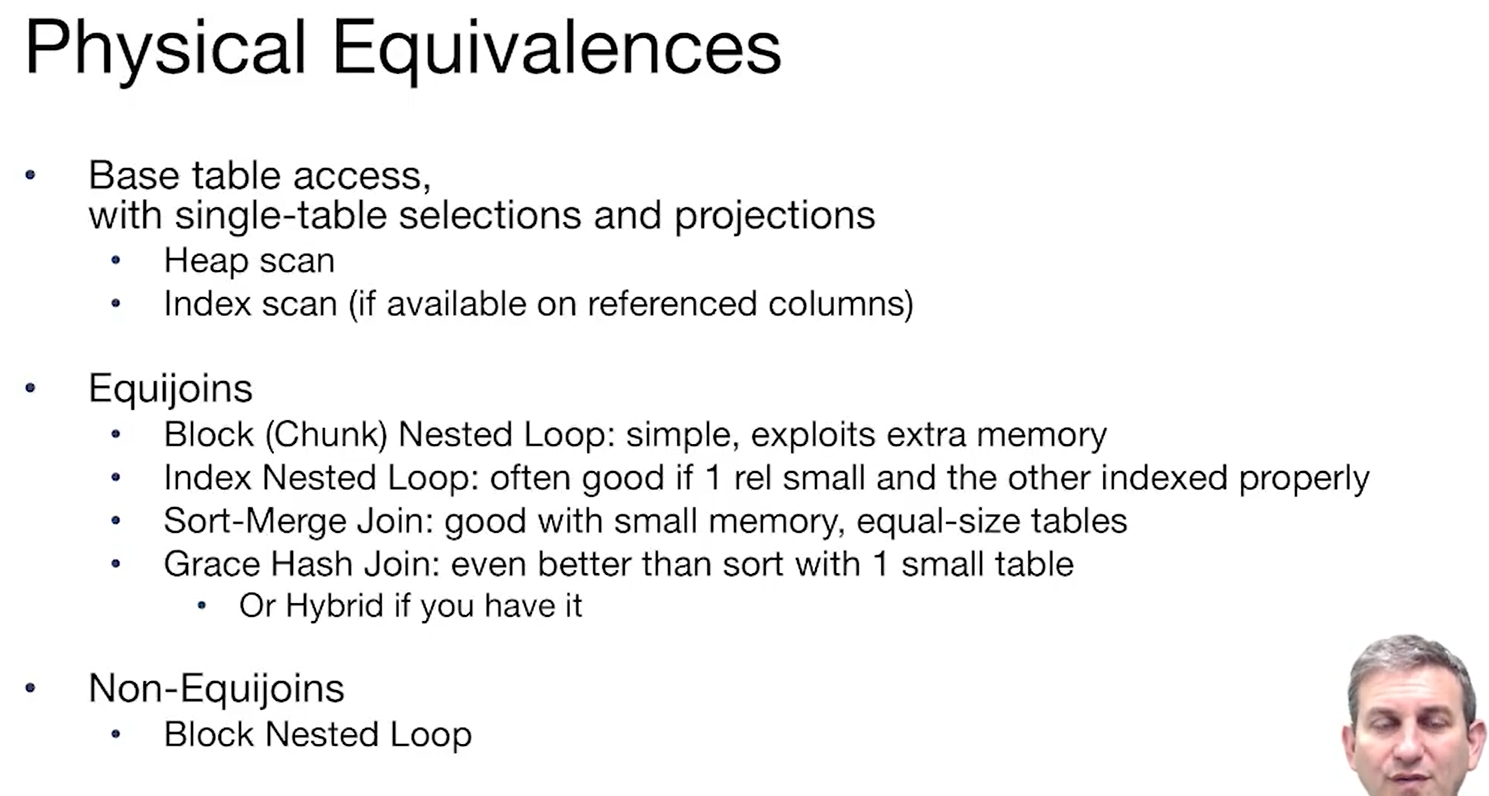 Physical Equivalences
• Base table access,
with single-table selections and projections
• Heap scan
• Index scan (if available on referenced columns)
• Equijoins
• Block (Chunk) Nested Loop: simple, exploits extra memory
• Index Nested Loop: often good if 1 rel small and the other indexed properly
• Sort-Merge Join: good with small memory, equal-size tables
• Grace Hash Join: even better than sort with 1 small table
• Or Hybrid if you have it
• Non-Equijoins
• Block Nested Loop